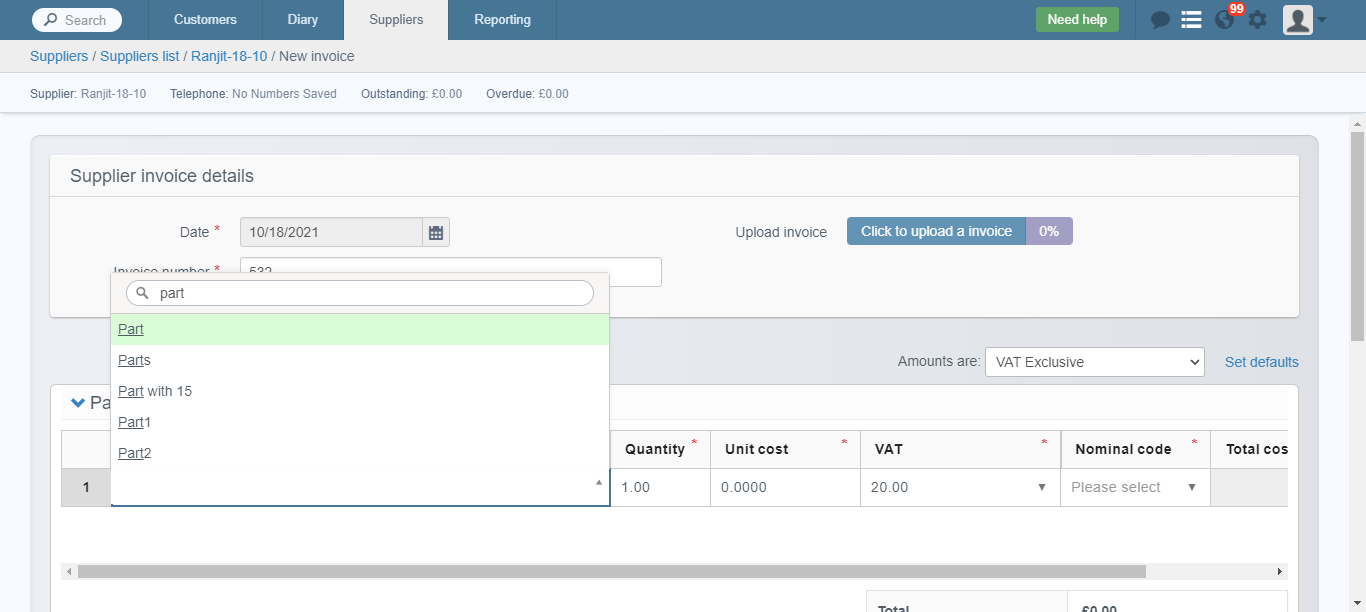 Search Customers Diary Suppliers Reporting Need help 99
Suppliers / Suppliers list / Ranjit-18-10 / New invoice
Supplier: Ranjit-18-10 Telephone: No Numbers Saved Outstanding: £0.00 Overdue: £0.00
Supplier invoice details
Date * 10/18/2021 Upload invoice Click to upload a invoice 0%
Invoice number * 532
part
Part
Parts
Part with 15
Part1
Part2
Amounts are: VAT Exclusive Set defaults
Pa
Quantity * Unit cost * VAT * Nominal code * Total cos
1 1.00 0.0000 20.00 Please select
Total £0.00